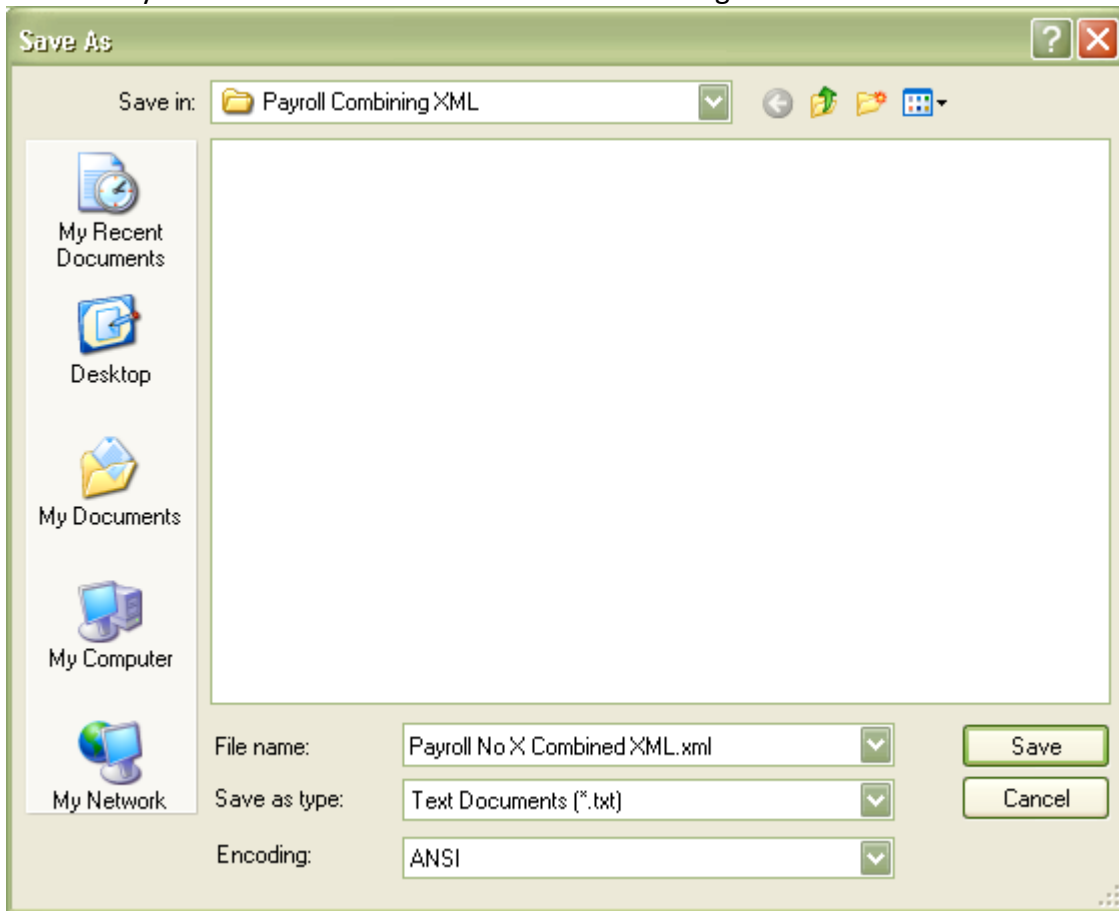 Save As
Save in:
Payroll Combining XML
My Recent
Documents
Desktop
My Documents
My Computer
My Network
File name:
Payroll No X Combined XML.xml
Save
Save as type:
Text Documents (*.txt)
Cancel
Encoding:
ANSI